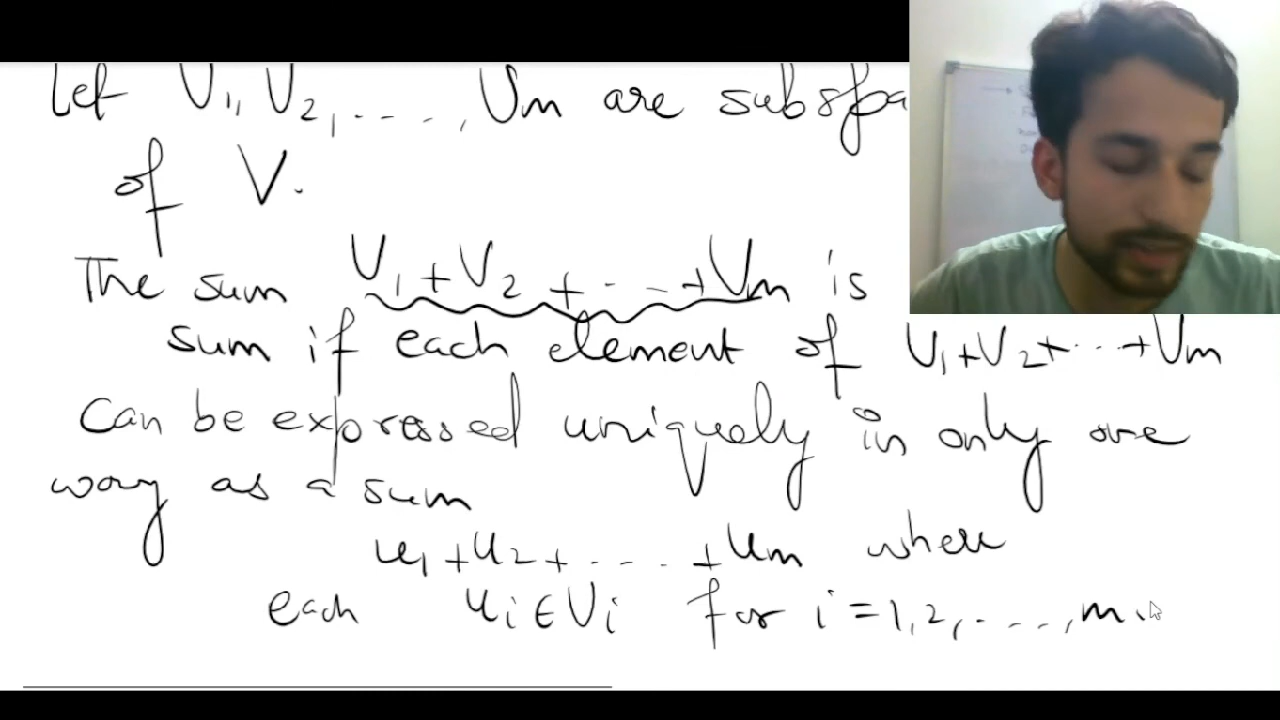 Let U1, U2, ...., Um are subspa
of V.
The sum U1 + U2 + ... + Um is
sum if each element of U1+U2+...+Um
can be expressed uniquely in only one
way as a sum
u1 + u2 + .... + um where
each ui ∈ Ui for i = 1, 2, ...., m.